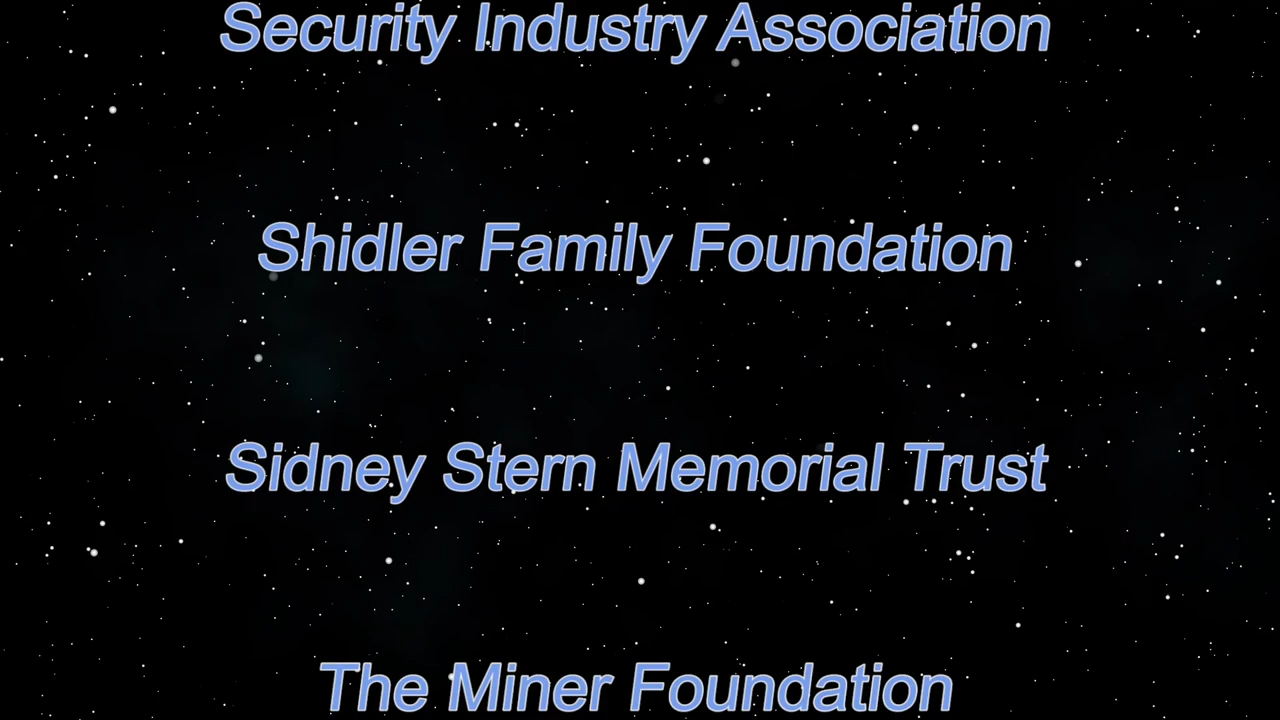 Security Industry Association
Shidler Family Foundation
Sidney Stern Memorial Trust
The Miner Foundation